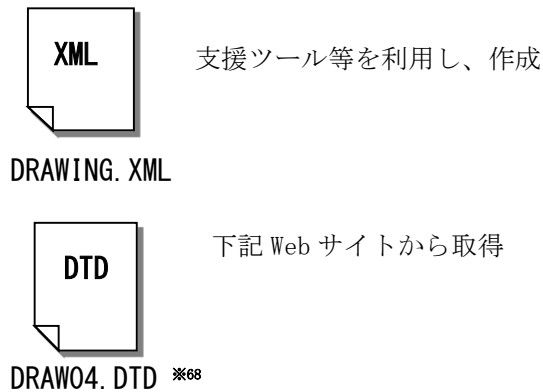 XML
支援ツール等を利用し、作成
DRAWING.XML
DTD
下記 Web サイトから取得
DRAW04.DTD ※68